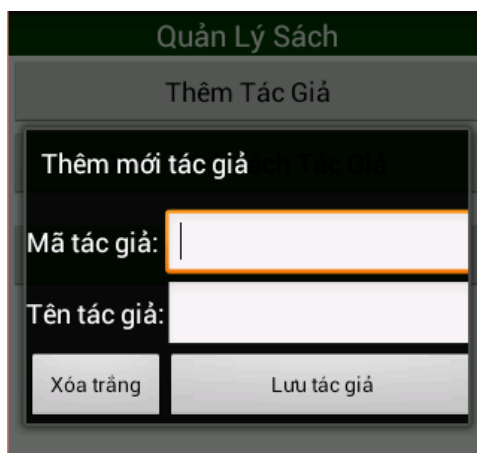 Quản Lý Sách
Thêm Tác Giả
Thêm mới tác giả
Mã tác giả:
Tên tác giả:
Xóa trắng
Lưu tác giả